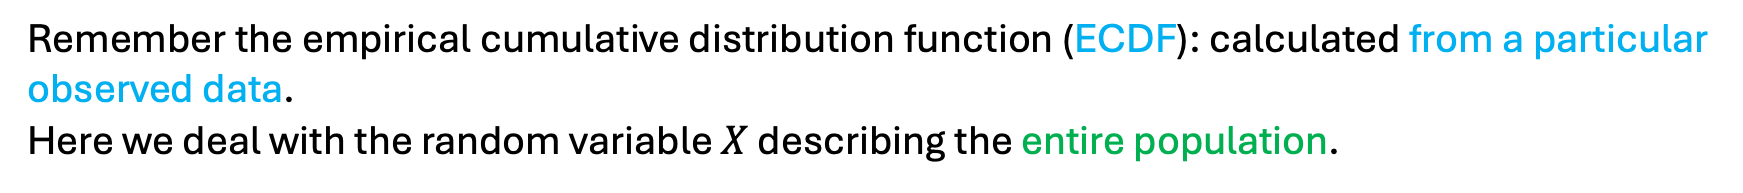 Remember the empirical cumulative distribution function (ECDF): calculated from a particular
observed data.
Here we deal with the random variable X describing the entire population.